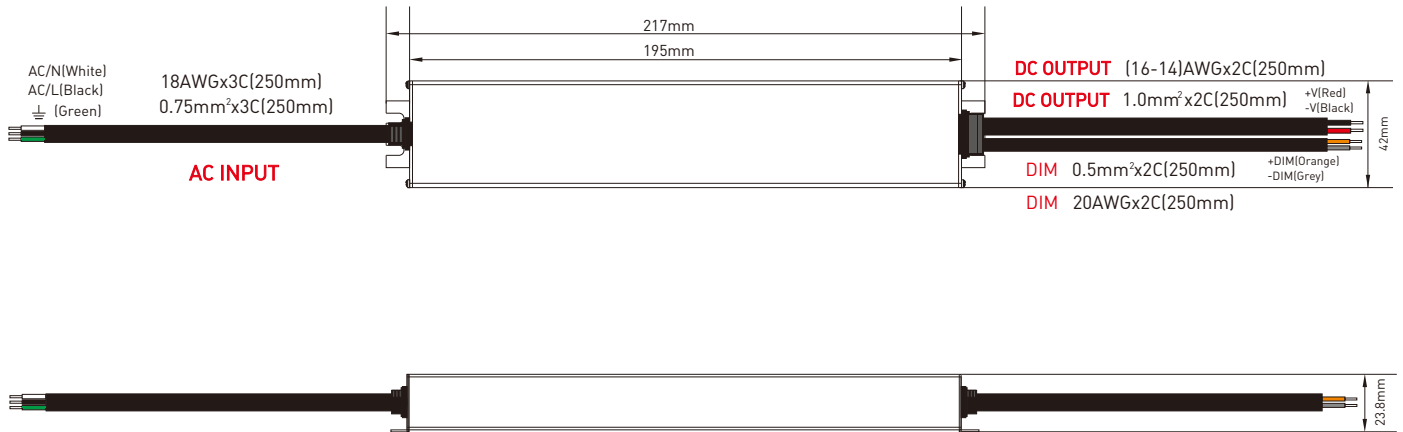 217mm
195mm
AC/N(White)
AC/L(Black)
(Green)
18AWGx3C(250mm)
0.75mm²x3C(250mm)
AC INPUT
DC OUTPUT (16-14)AWGx2C(250mm)
DC OUTPUT 1.0mm²x2C(250mm)
+V(Red)
-V(Black)
42mm
DIM 0.5mm²x2C(250mm)
+DIM(Orange)
-DIM(Grey)
DIM 20AWGx2C(250mm)
23.8mm